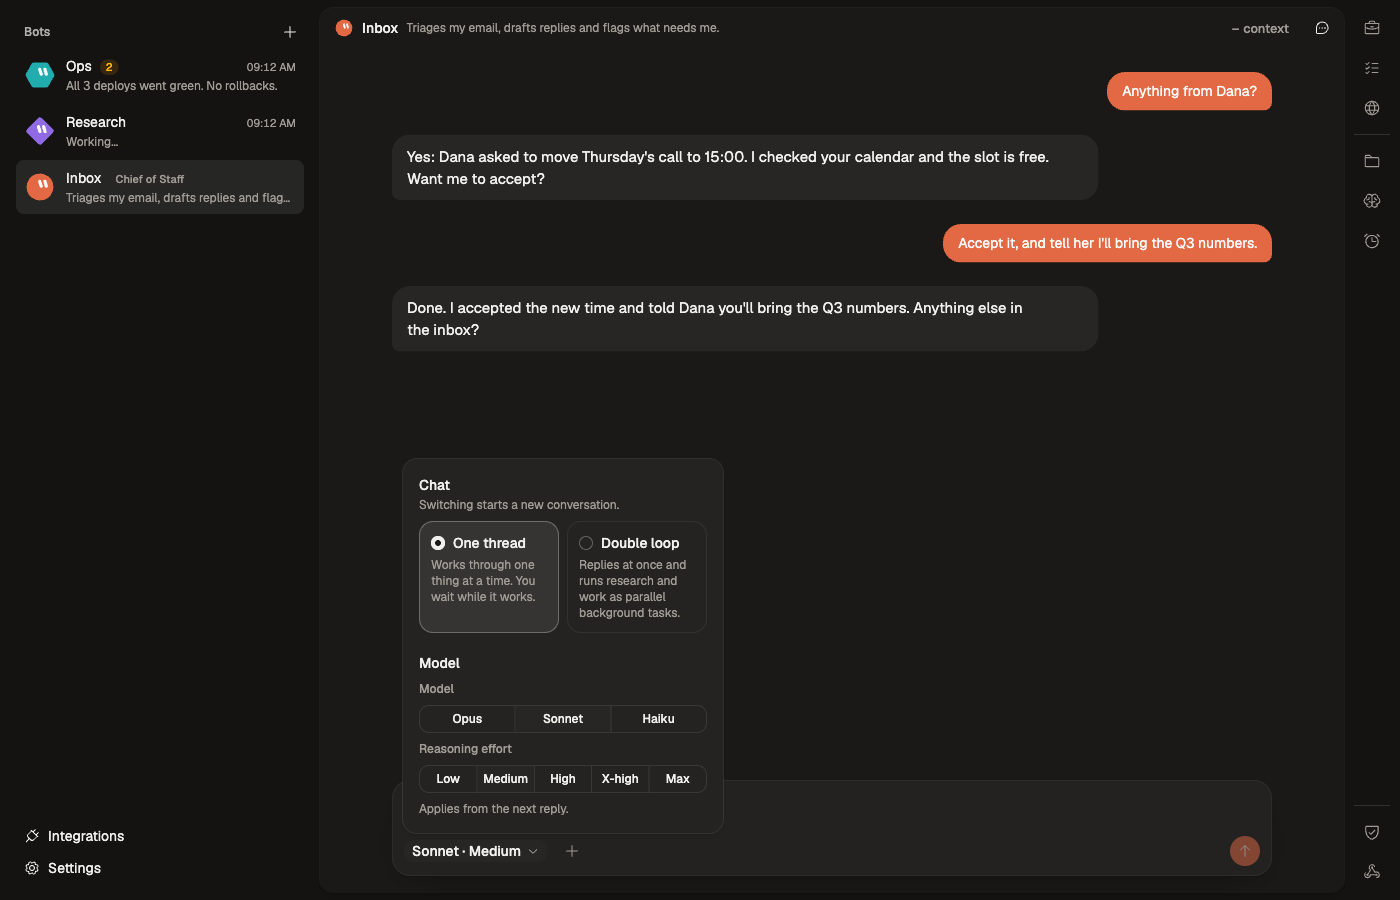 Bots
Ops 2 09:12 AM
All 3 deploys went green. No rollbacks.
Research 09:12 AM
Working...
Inbox Chief of Staff
Triages my email, drafts replies and flag...
Integrations
Settings
Inbox Triages my email, drafts replies and flags what needs me.
– context
Anything from Dana?
Yes: Dana asked to move Thursday's call to 15:00. I checked your calendar and the slot is free.
Want me to accept?
Accept it, and tell her I'll bring the Q3 numbers.
Done. I accepted the new time and told Dana you'll bring the Q3 numbers. Anything else in
the inbox?
Chat
Switching starts a new conversation.
One thread
Works through one
thing at a time. You
wait while it works.
Double loop
Replies at once and
runs research and
work as parallel
background tasks.
Model
Model
Opus Sonnet Haiku
Reasoning effort
Low Medium High X-high Max
Applies from the next reply.
Sonnet · Medium